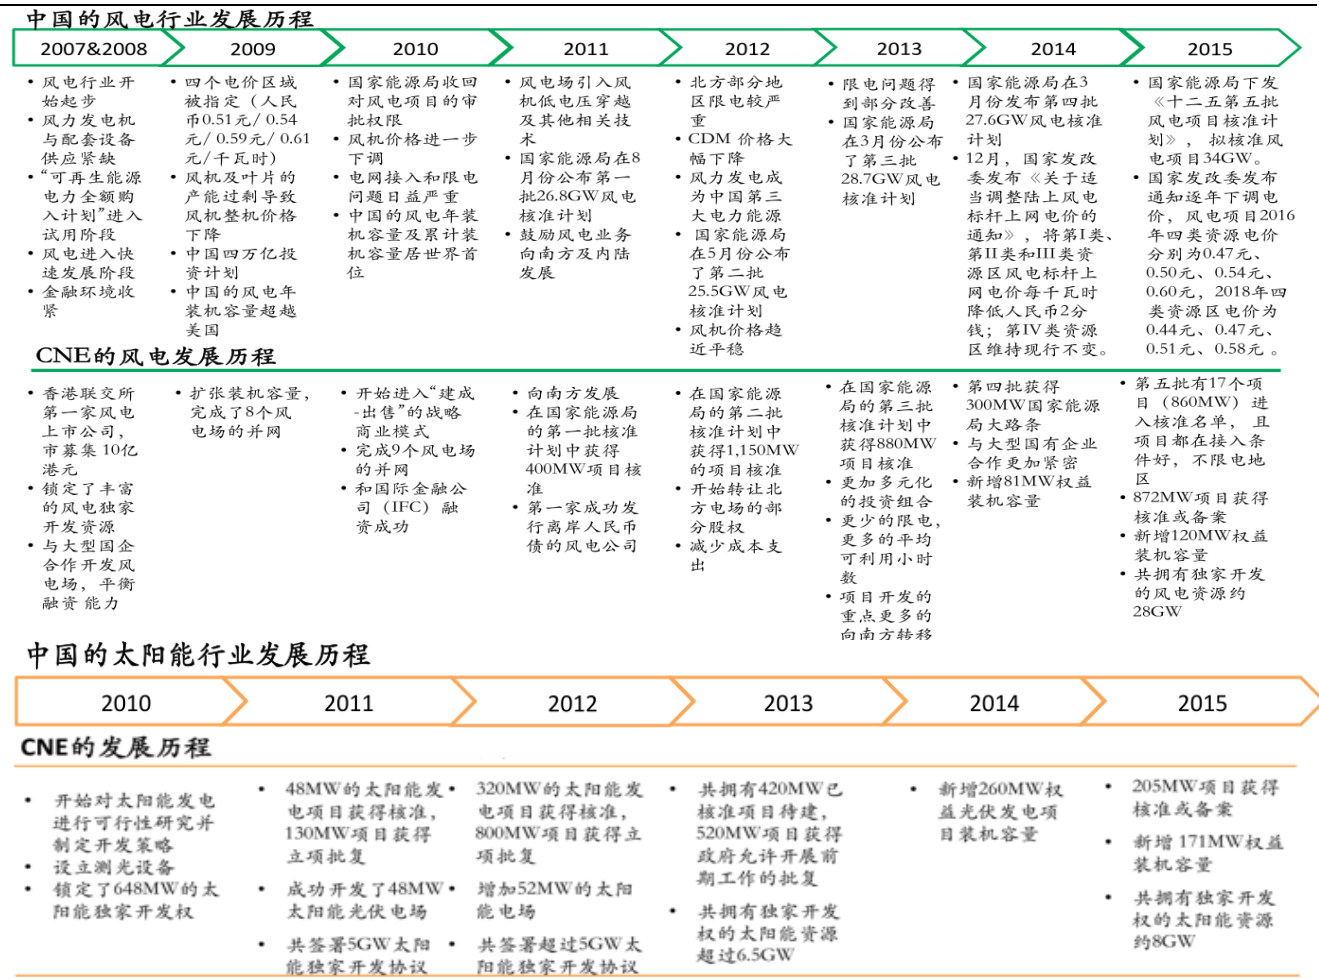 中国的风电行业发展历程
2007&2008
2009
2010
2011
2012
2013
2014
2015
• 风电行业开
始起步
• 风力发电机
与配套设备
供应紧缺
• “可再生能源
电力全额购
入计划”进入
试用阶段
• 风电进入快
速发展阶段
• 金融环境收
紧
• 四个电价区域
被指定（人民
币0.51元/ 0.54
元/ 0.59元/ 0.61
元/千瓦时）
• 风机及叶片的
产能过剩导致
风机整机价格
下降
• 中国四万亿投
资计划
• 中国的风电年
装机容量超越
美国
• 国家能源局收回
对风电项目的审
批权限
• 风机价格进一步
下调
• 电网接入和限电
问题日益严重
• 中国的风电年装
机容量及累计装
机容量居世界首
位
• 风电场引入风
机低电压穿越
及其他相关技
术
• 国家能源局在8
月份公布第一
批26.8GW风电
核准计划
• 鼓励风电业务
向南方及内陆
发展
• 北方部分地
区限电较严
重
• CDM 价格大
幅下降
• 风力发电成
为中国第三
大电力能源
• 国家能源局
在5月份公布
了第二批
25.5GW风电
核准计划
• 风机价格趋
近平稳
• 限电问题得
到部分改善
• 国家能源局
在3月份公布
了第三批
28.7GW风电
核准计划
• 国家能源局在3
月份发布第四批
27.6GW风电核准
计划
• 12月，国家发改
委发布《关于适
当调整陆上风电
标杆上网电价的
通知》，将第I类、
第II类和III类资
源区风电标杆上
网电价每千瓦时
降低人民币2分
钱；第IV类资源
区维持现行不变。
• 国家能源局下发
《十二五第五批
风电项目核准计
划》，拟核准风
电项目34GW。
• 国家发改委发布
通知逐年下调电
价，风电项目2016
年四类资源电价
分别为0.47元、
0.50元、0.54元、
0.60元，2018年四
类资源区电价为
0.44元、0.47元、
0.51元、0.58元 。
CNE的风电发展历程
• 香港联交所
第一家风电
上市公司，
市募集 10亿
港元
• 锁定了丰富
的风电独家
开发资源
• 与大型国企
合作开发风
电场，平衡
融资 能力
• 扩张装机容量，
完成了8个风
电场的并网
• 开始进入“建成
-出售”的战略
商业模式
• 完成9个风电场
的并网
• 和国际金融公
司（IFC）融
资成功
• 向南方发展
• 在国家能源局
的第一批核准
计划中获得
400MW项目核
准
• 第一家成功发
行离岸人民币
债的风电公司
• 在国家能源
局的第二批
核准计划中
获得1,150MW
的项目核准
• 开始转让北
方电场的部
分股权
• 减少成本支
出
• 在国家能源
局的第三批
核准计划中
获得880MW
项目核准
• 更加多元化
的投资组合
• 更少的限电，
更多的平均
可利用小时
数
• 项目开发的
重点更多的
向南方转移
• 第四批获得
300MW国家能源
局大路条
• 与大型国有企业
合作更加紧密
• 新增81MW权益
装机容量
• 第五批有17个项
目（860MW）进
入核准名单， 且
项目都在接入条
件好，不限电地
区
• 872MW项目获得
核准或备案
• 新增120MW权益
装机容量
• 共拥有独家开发
的风电资源约
28GW
中国的太阳能行业发展历程
2010
2011
2012
2013
2014
2015
CNE的发展历程
• 开始对太阳能发电
进行可行性研究并
制定开发策略
• 设立测光设备
• 锁定了648MW的太
阳能独家开发权
• 48MW的太阳能发
电项目获得核准，
130MW项目获得
立项批复
• 成功开发了48MW
太阳能光伏电场
• 共签署5GW太阳
能独家开发协议
• 320MW的太阳能发
电项目获得核准，
800MW项目获得立
项批复
• 增加52MW的太阳
能电场
• 共签署超过5GW太
阳能独家开发协议
• 共拥有420MW已
核准项目待建，
520MW项目获得
政府允许开展前
期工作的批复
• 共拥有独家开发
权的太阳能资源
超过6.5GW
• 新增260MW权
益光伏发电项
目装机容量
• 205MW项目获得
核准或备案
• 新增 171MW权益
装机容量
• 共拥有独家开发
权的太阳能资源
约8GW